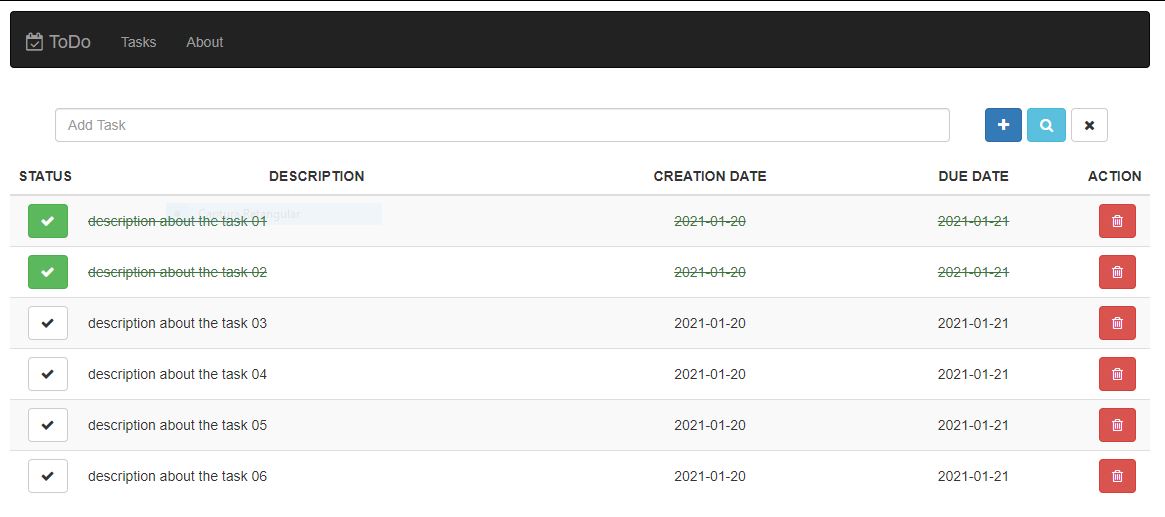 ToDo Tasks About
Add Task
STATUS DESCRIPTION CREATION DATE DUE DATE ACTION
Captura Retangular
description about the task 01 2021-01-20 2021-01-21
description about the task 02 2021-01-20 2021-01-21
description about the task 03 2021-01-20 2021-01-21
description about the task 04 2021-01-20 2021-01-21
description about the task 05 2021-01-20 2021-01-21
description about the task 06 2021-01-20 2021-01-21